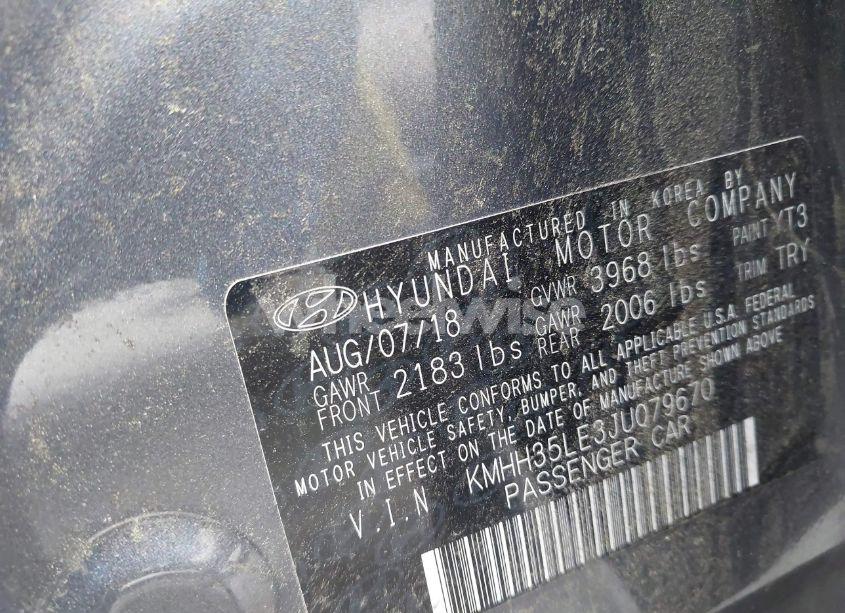 MANUFACTURED IN KOREA BY
HYUNDAI MOTOR COMPANY
AUG/07/18 GVWR 3968 lbs PAINT YT3
GAWR FRONT 2183 lbs GAWR REAR 2006 lbs TRIM TRY
THIS VEHICLE CONFORMS TO ALL APPLICABLE U.S.A. FEDERAL
MOTOR VEHICLE SAFETY, BUMPER, AND THEFT PREVENTION STANDARDS
IN EFFECT ON THE DATE OF MANUFACTURE SHOWN ABOVE
V.I.N KMHH35LE3JU079670
PASSENGER CAR